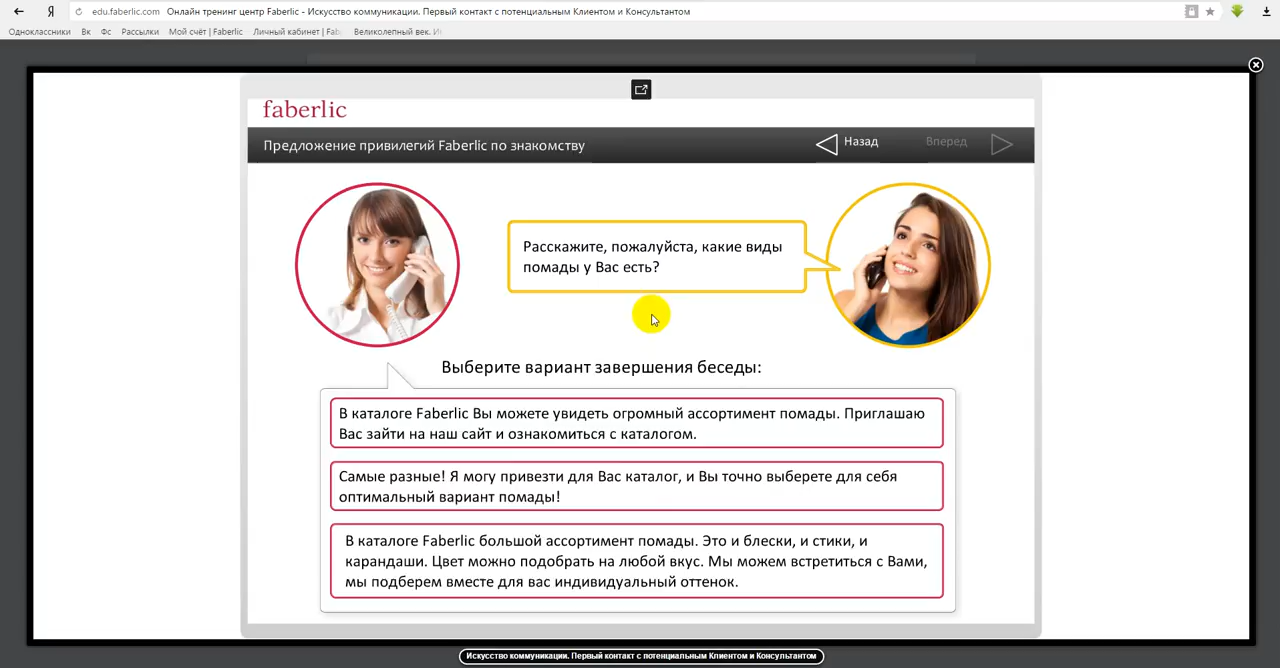 Я
edu.faberlic.com Онлайн тренинг центр Faberlic - Искусство коммуникации. Первый контакт с потенциальным Клиентом и Консультантом
Одноклассники Вк Фс Рассылки Мой счёт | Faberlic Личный кабинет | Fab Великолепный век.
faberlic
Предложение привилегий Faberlic по знакомству
Назад
Вперед
Расскажите, пожалуйста, какие виды
помады у Вас есть?
Выберите вариант завершения беседы:
В каталоге Faberlic Вы можете увидеть огромный ассортимент помады. Приглашаю
Вас зайти на наш сайт и ознакомиться с каталогом.
Самые разные! Я могу привезти для Вас каталог, и Вы точно выберете для себя
оптимальный вариант помады!
В каталоге Faberlic большой ассортимент помады. Это и блески, и стики, и
карандаши. Цвет можно подобрать на любой вкус. Мы можем встретиться с Вами,
мы подберем вместе для вас индивидуальный оттенок.
Искусство коммуникации. Первый контакт с потенциальным Клиентом и Консультантом